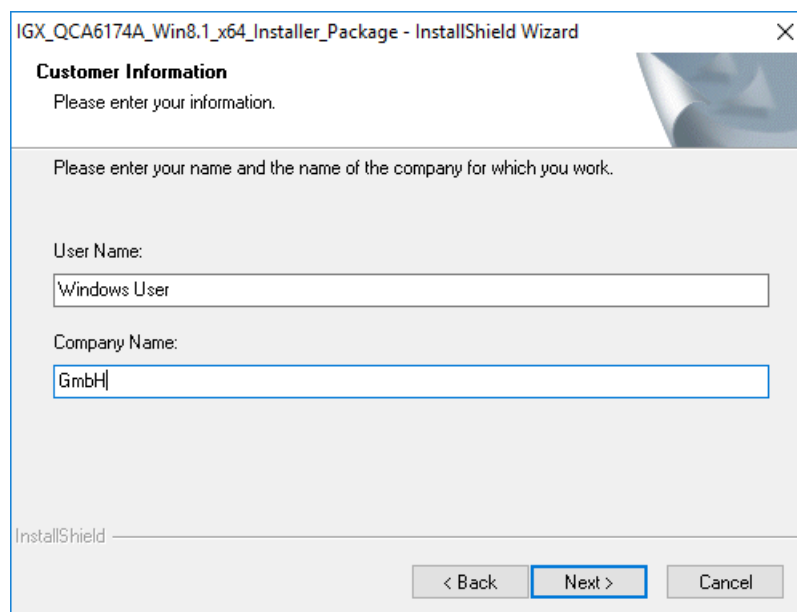 IGX_QCA6174A_Win8.1_x64_Installer_Package - InstallShield Wizard
Customer Information
Please enter your information.
Please enter your name and the name of the company for which you work.
User Name:
Windows User
Company Name:
GmbH
InstallShield
< Back Next > Cancel